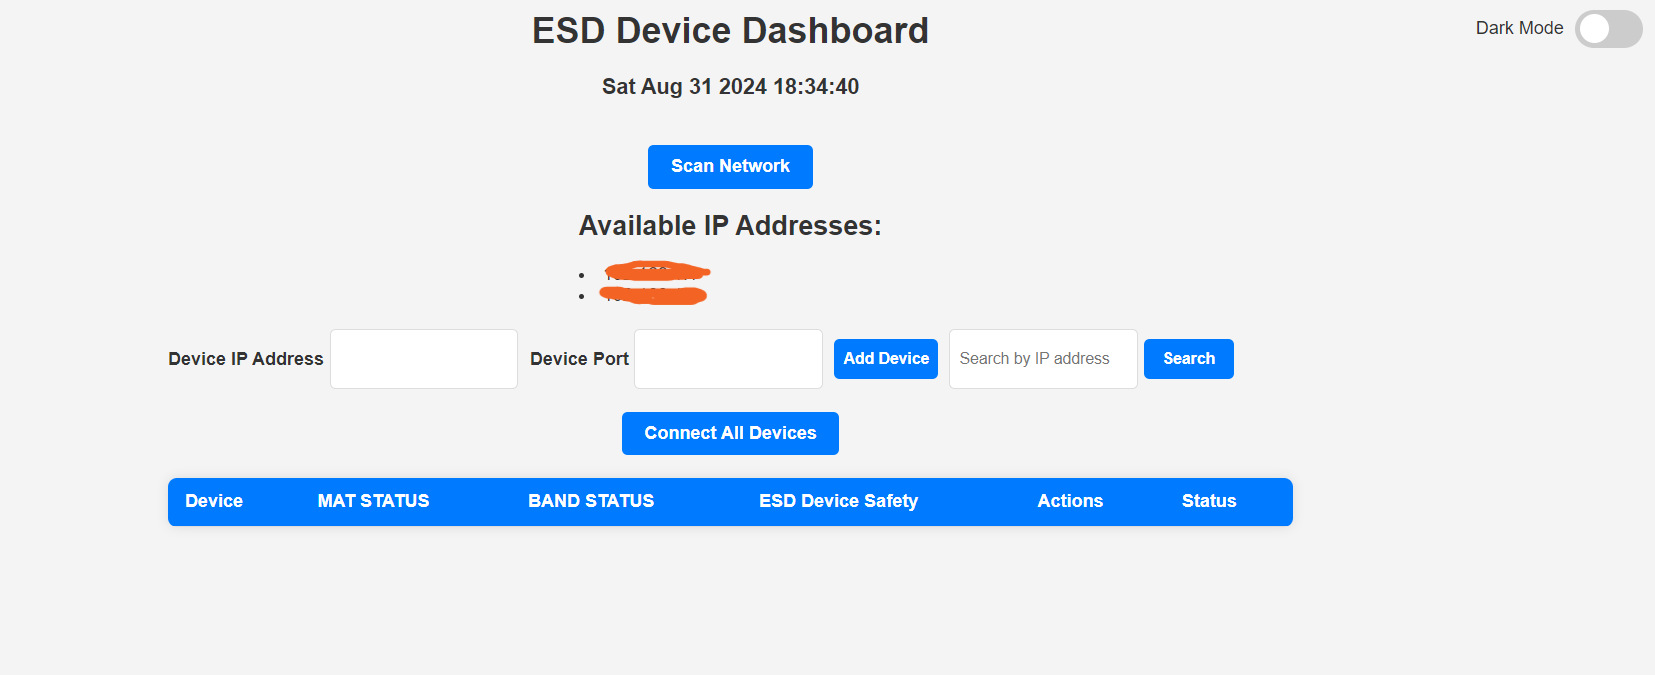 ESD Device Dashboard
Dark Mode
Sat Aug 31 2024 18:34:40
Scan Network
Available IP Addresses:
Device IP Address Device Port Add Device Search by IP address Search
Connect All Devices
Device MAT STATUS BAND STATUS ESD Device Safety Actions Status